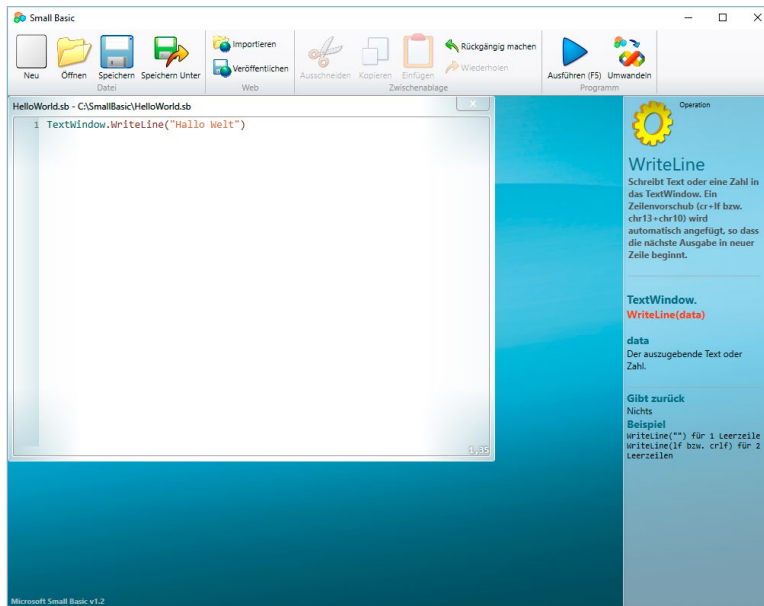 Small Basic
Neu
Öffnen
Speichern
Speichern Unter
Datei
Importieren
Veröffentlichen
Web
Ausschneiden
Kopieren
Einfügen
Rückgängig machen
Wiederholen
Zwischenablage
Ausführen (F5)
Umwandeln
Programm
HelloWorld.sb - C:\SmallBasic\HelloWorld.sb
1 TextWindow.WriteLine("Hallo Welt")
1,35
Operation
WriteLine
Schreibt Text oder eine Zahl in
das TextWindow. Ein
Zeilenvorschub (cr+lf bzw.
chr13+chr10) wird
automatisch angefügt, so dass
die nächste Ausgabe in neuer
Zeile beginnt.
TextWindow.
WriteLine(data)
data
Der auszugebende Text oder
Zahl.
Gibt zurück
Nichts
Beispiel
WriteLine("") für 1 Leerzeile
WriteLine(lf bzw. crlf) für 2
Leerzeilen
Microsoft Small Basic v1.2